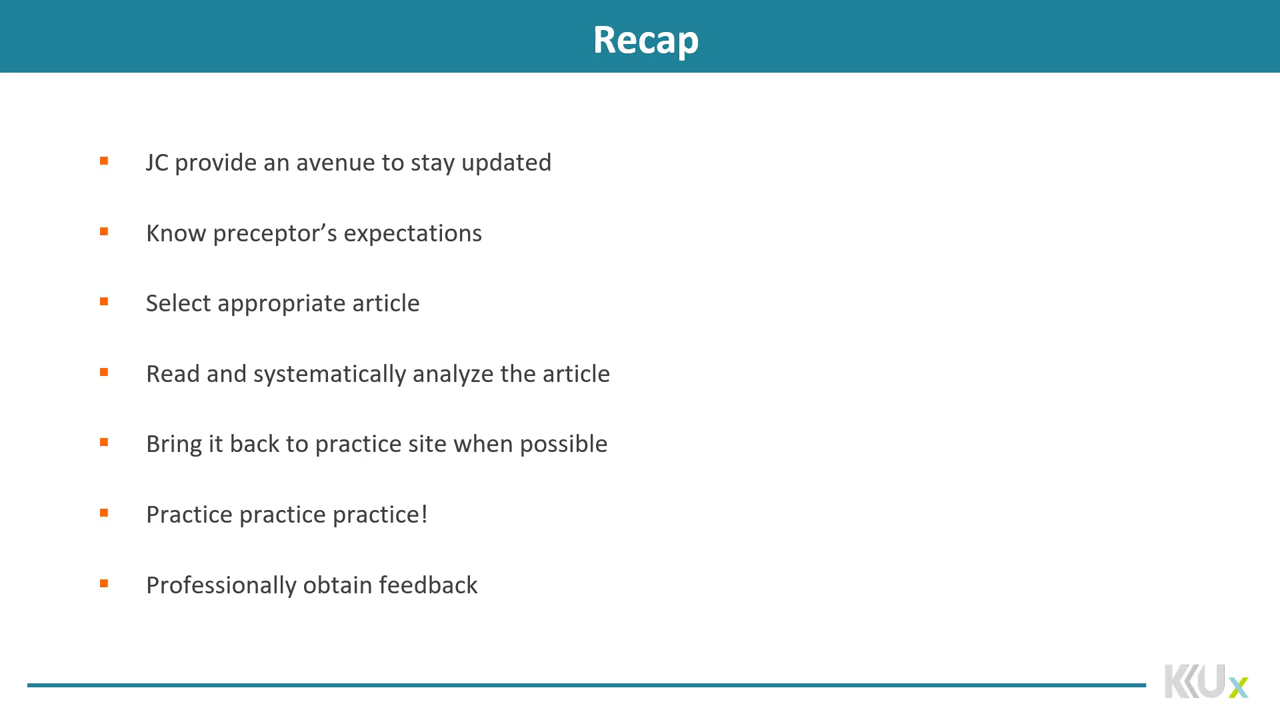 Recap
▪ JC provide an avenue to stay updated
▪ Know preceptor’s expectations
▪ Select appropriate article
▪ Read and systematically analyze the article
▪ Bring it back to practice site when possible
▪ Practice practice practice!
▪ Professionally obtain feedback
KKUx